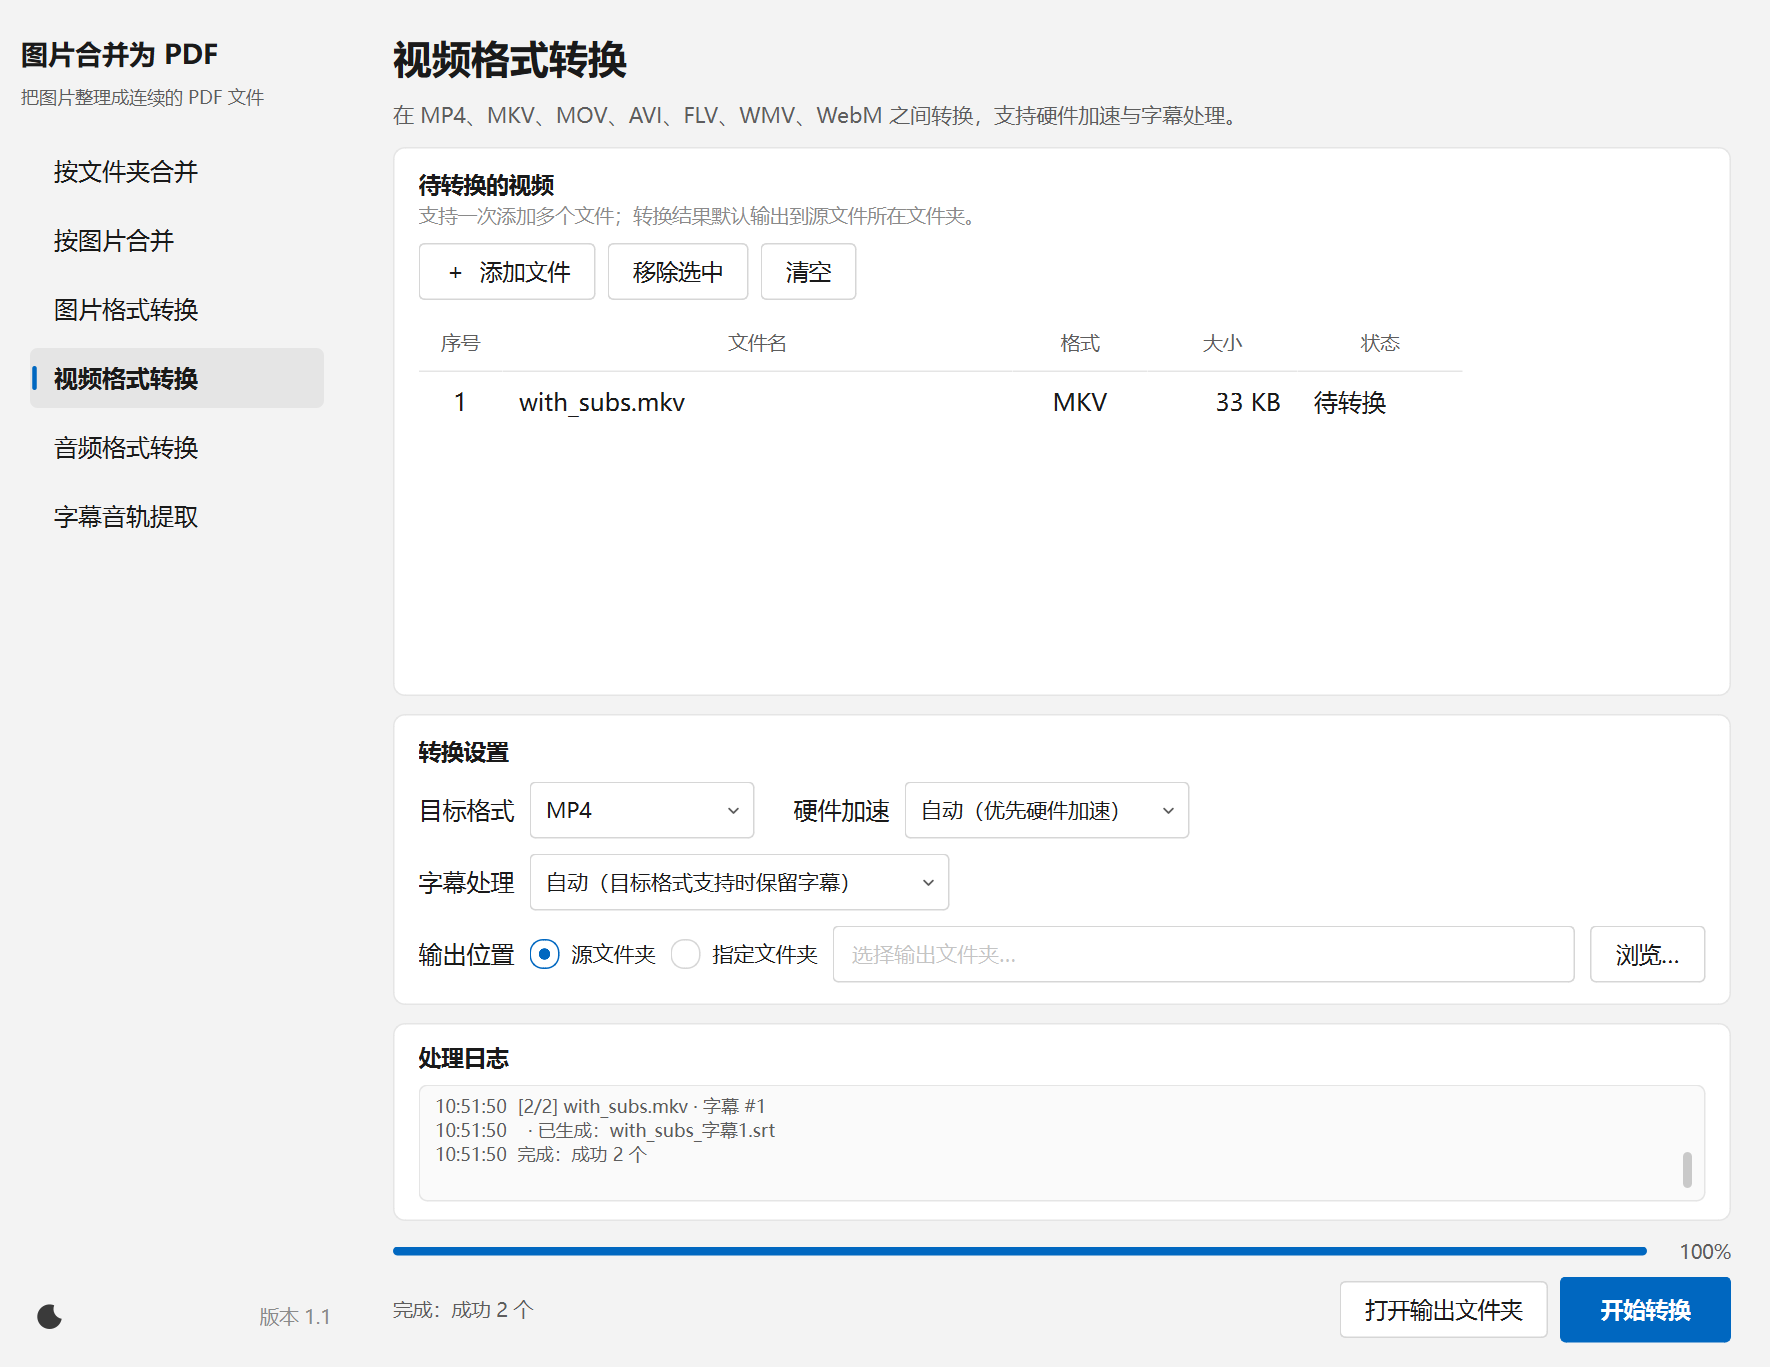 图片合并为 PDF
把图片整理成连续的 PDF 文件
按文件夹合并
按图片合并
图片格式转换
视频格式转换
音频格式转换
字幕音轨提取
版本 1.1
视频格式转换
在 MP4、MKV、MOV、AVI、FLV、WMV、WebM 之间转换，支持硬件加速与字幕处理。
待转换的视频
支持一次添加多个文件；转换结果默认输出到源文件所在文件夹。
+ 添加文件 移除选中 清空
序号 文件名 格式 大小 状态
1 with_subs.mkv MKV 33 KB 待转换
转换设置
目标格式 MP4 硬件加速 自动（优先硬件加速）
字幕处理 自动（目标格式支持时保留字幕）
输出位置 源文件夹 指定文件夹 选择输出文件夹... 浏览...
处理日志
10:51:50 [2/2] with_subs.mkv · 字幕 #1
10:51:50 · 已生成：with_subs_字幕1.srt
10:51:50 完成：成功 2 个
100%
完成：成功 2 个 打开输出文件夹 开始转换